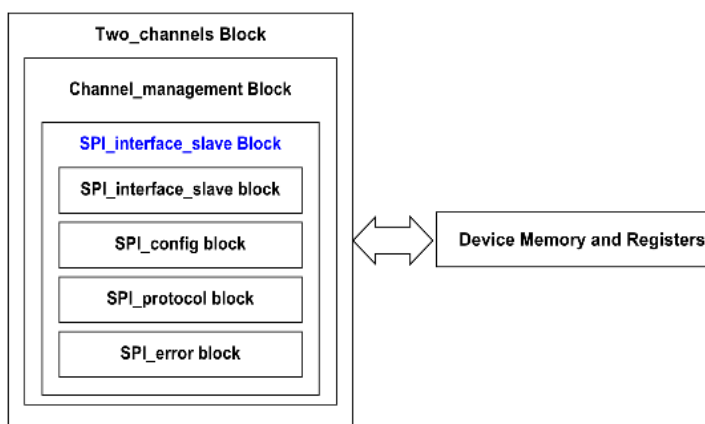 Two_channels Block
Channel_management Block
SPI_interface_slave Block
SPI_interface_slave block
SPI_config block
SPI_protocol block
SPI_error block
Device Memory and Registers